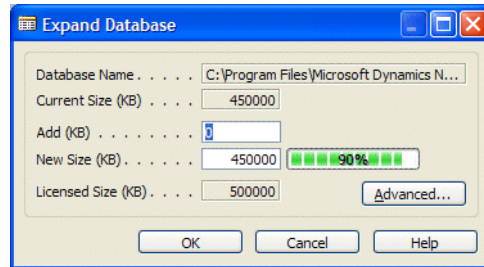 Expand Database
Database Name . . . . . C:\Program Files\Microsoft Dynamics N...
Current Size (KB) . . . . 450000
Add (KB) . . . . . . . . 0
New Size (KB) . . . . . . 450000 90%
Licensed Size (KB) . . . . 500000 Advanced...
OK Cancel Help